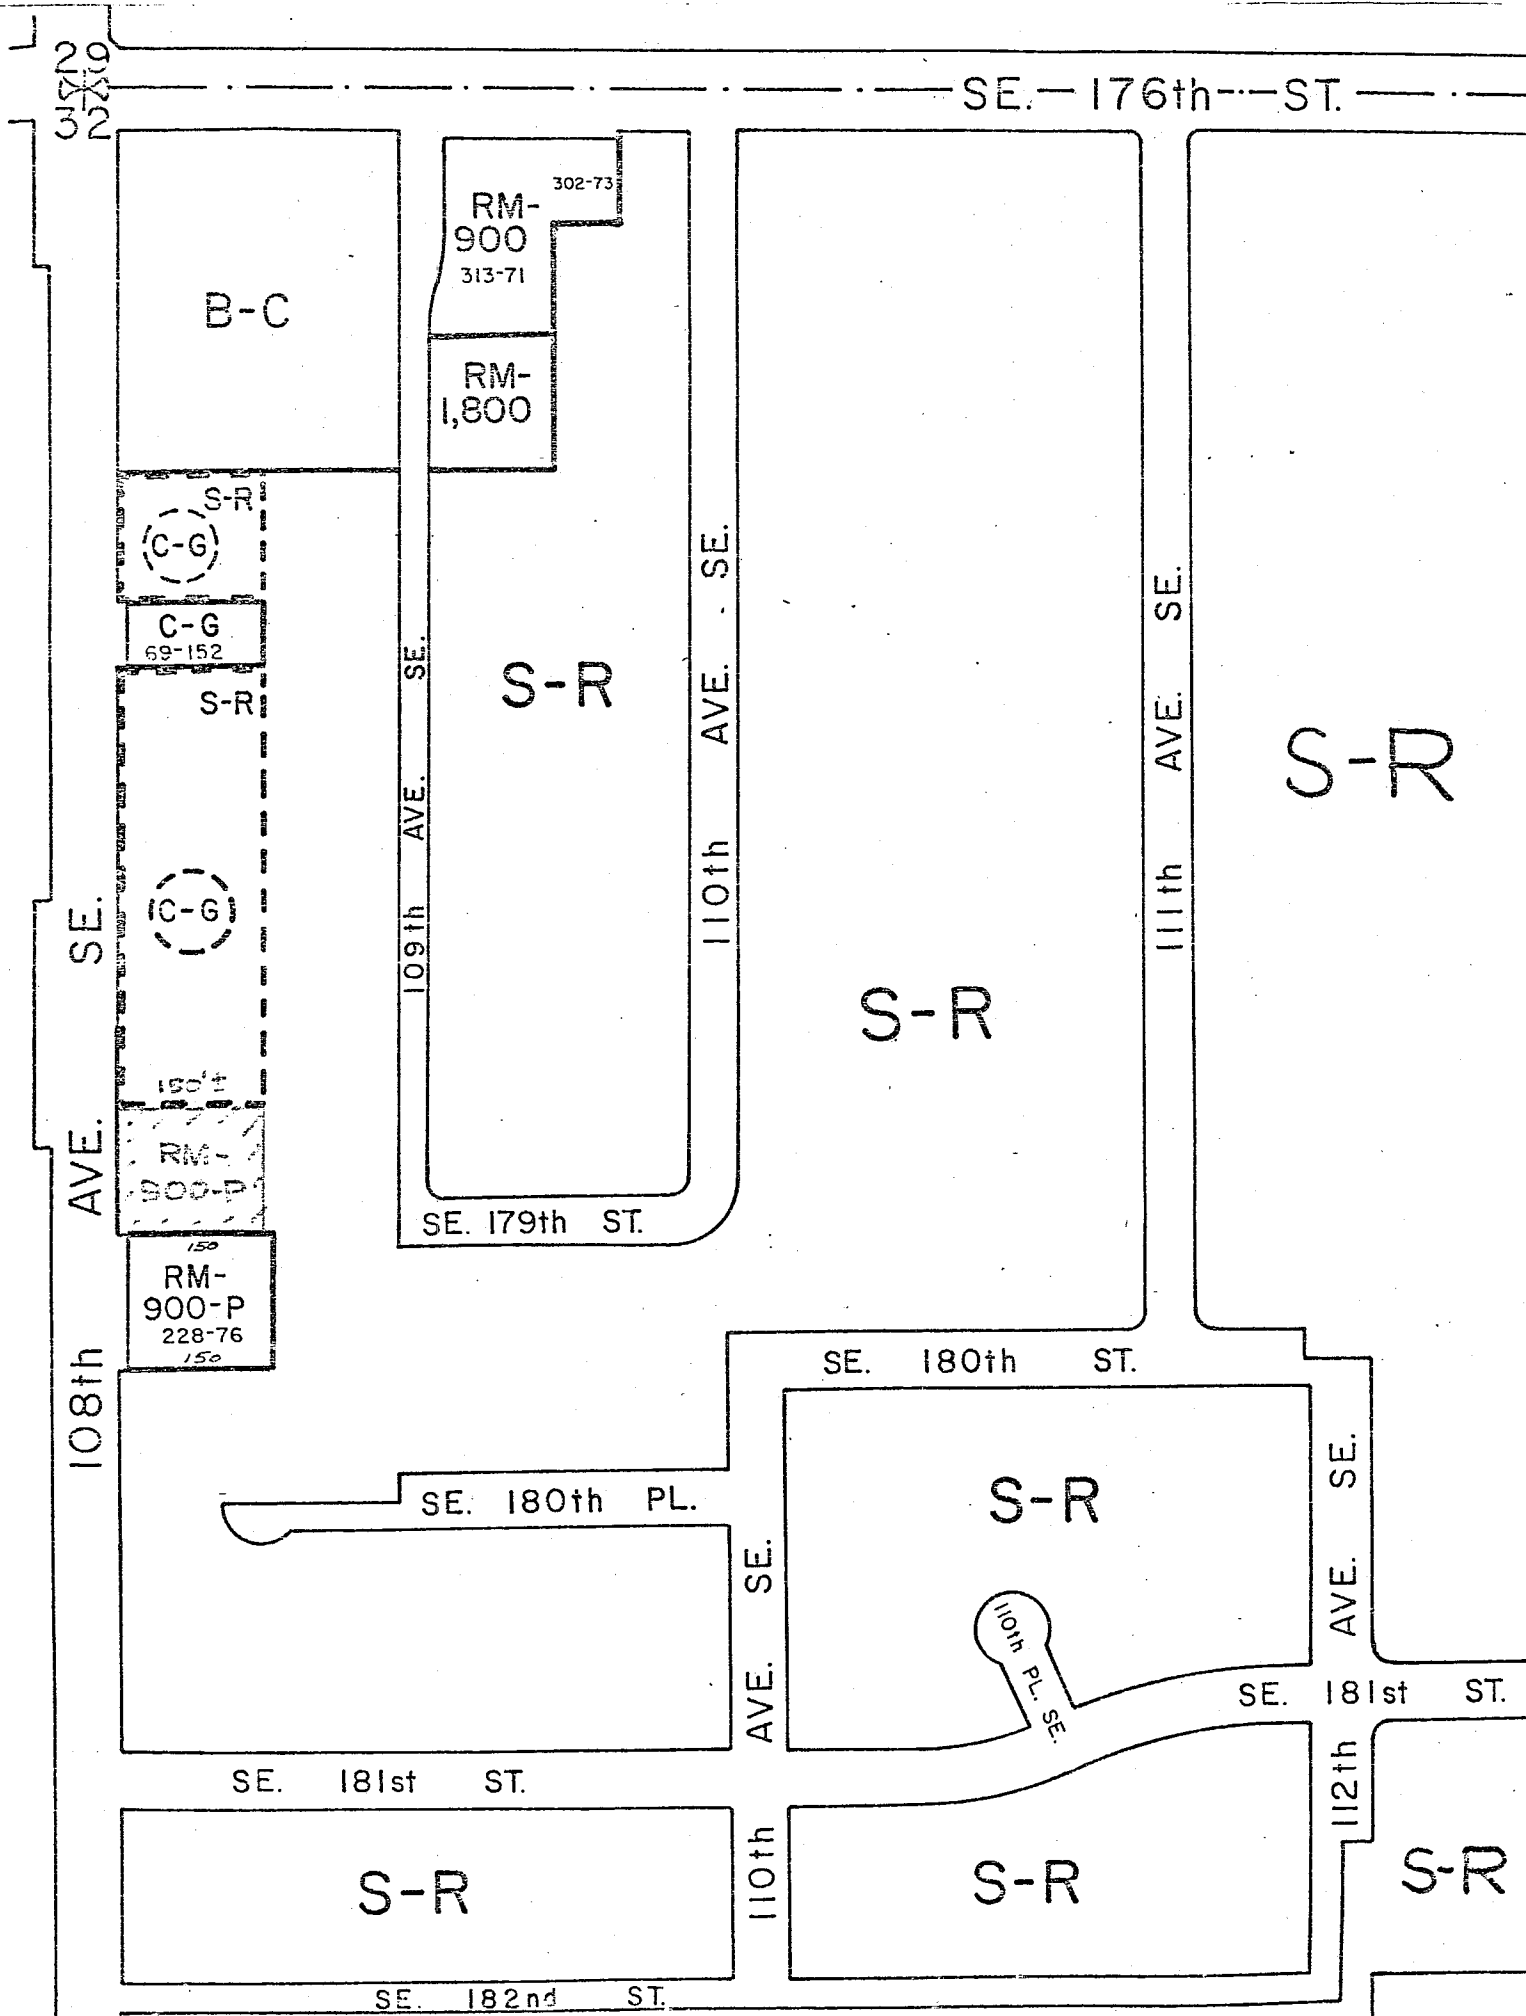 29
32
SE. 176th ST.
302-73
RM-
900
313-71
B-C
RM-
1,800
S-R
C-G
C-G
69-152
S-R
C-G
150'±
RM-
900-P
150
RM-
900-P
228-76
150
108th AVE. SE.
109th AVE. SE.
S-R
110th AVE. SE.
S-R
111th AVE. SE.
S-R
SE. 179th ST.
SE. 180th ST.
SE. 180th PL.
S-R
110th PL. SE.
110th AVE. SE.
112th AVE. SE.
SE. 181st ST.
SE. 181st ST.
S-R
S-R
S-R
SE. 182nd ST.